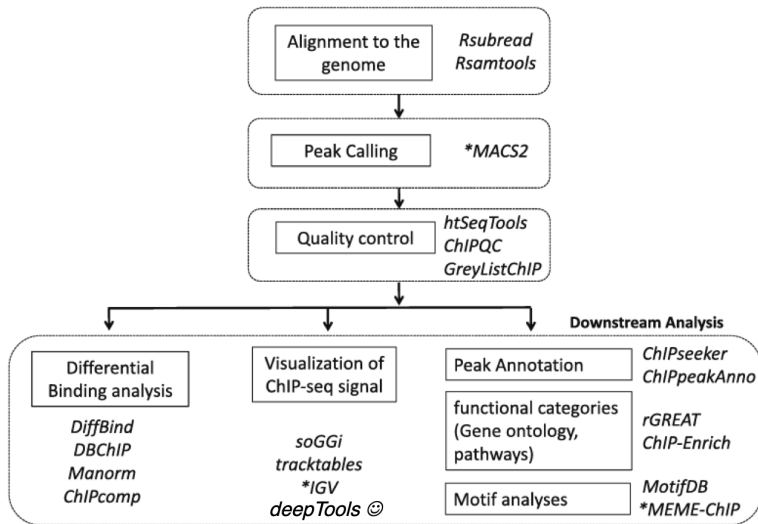 Alignment to the
genome
Rsubread
Rsamtools
Peak Calling
*MACS2
Quality control
htSeqTools
ChIPQC
GreyListChIP
Downstream Analysis
Differential
Binding analysis
DiffBind
DBChIP
Manorm
ChIPcomp
Visualization of
ChIP-seq signal
soGGi
tracktables
*IGV
deepTools ☺
Peak Annotation
ChIPseeker
ChIPpeakAnno
functional categories
(Gene ontology,
pathways)
rGREAT
ChIP-Enrich
Motif analyses
MotifDB
*MEME-ChIP